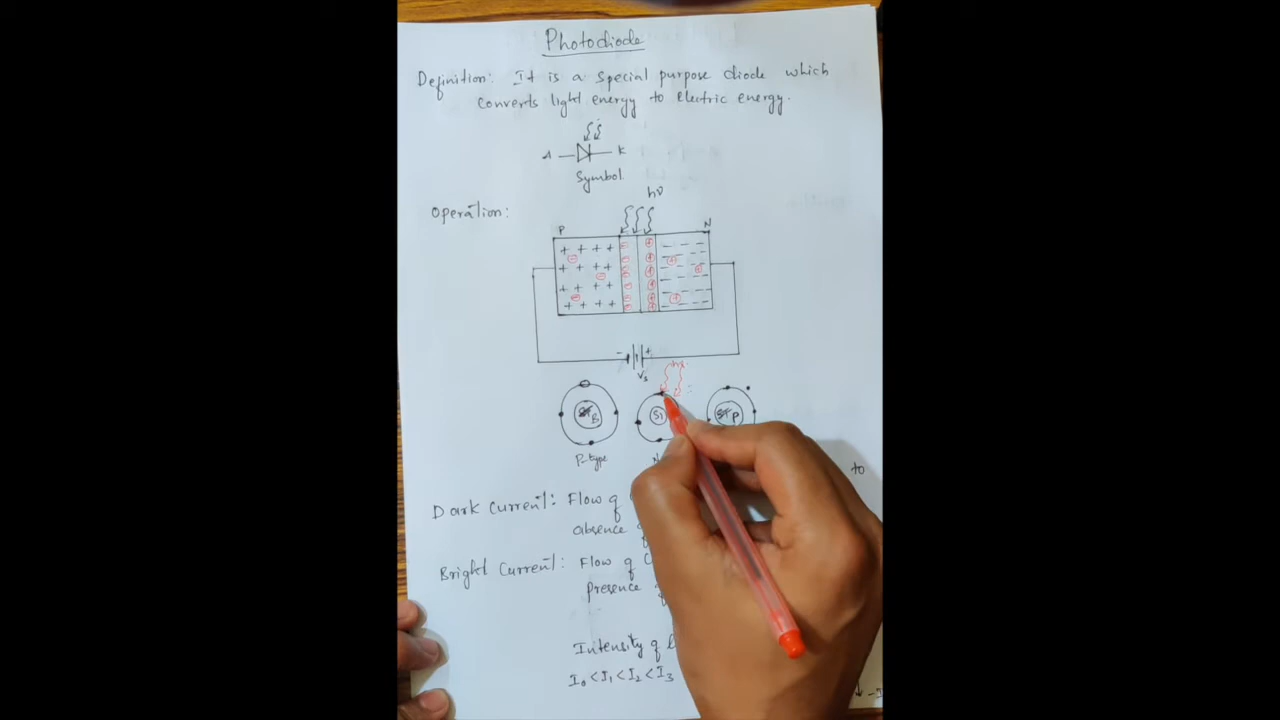 Photodiode
Definition: It is a special purpose diode which
converts light energy to electric energy.
A K
Symbol
hν
Operation:
P N
- +
Vs
B Si P
P-type N
to
Dark Current: Flow of
absence
Bright Current: Flow of
Presence
Intensity of
I0 < I1 < I2 < I3